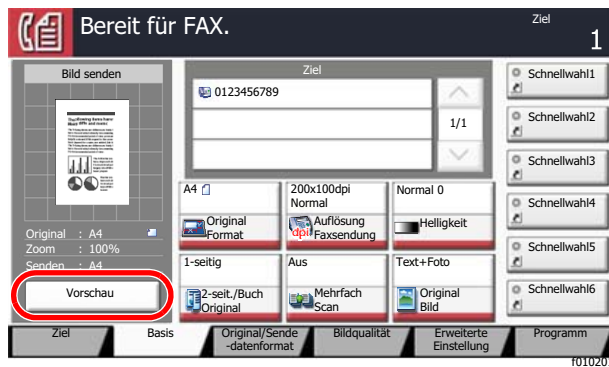 Bereit für FAX.
Ziel
1
Bild senden
Original : A4
Zoom : 100%
Senden : A4
Vorschau
Ziel
0123456789
1/1
A4
Original
Format
200x100dpi
Normal
dpi
Auflösung
Faxsendung
Normal 0
Helligkeit
1-seitig
2-seit./Buch
Original
Aus
Mehrfach
Scan
Text+Foto
Original
Bild
Schnellwahl1
Schnellwahl2
Schnellwahl3
Schnellwahl4
Schnellwahl5
Schnellwahl6
Ziel
Basis
Original/Sende
-datenformat
Bildqualität
Erweiterte
Einstellung
Programm
f01020